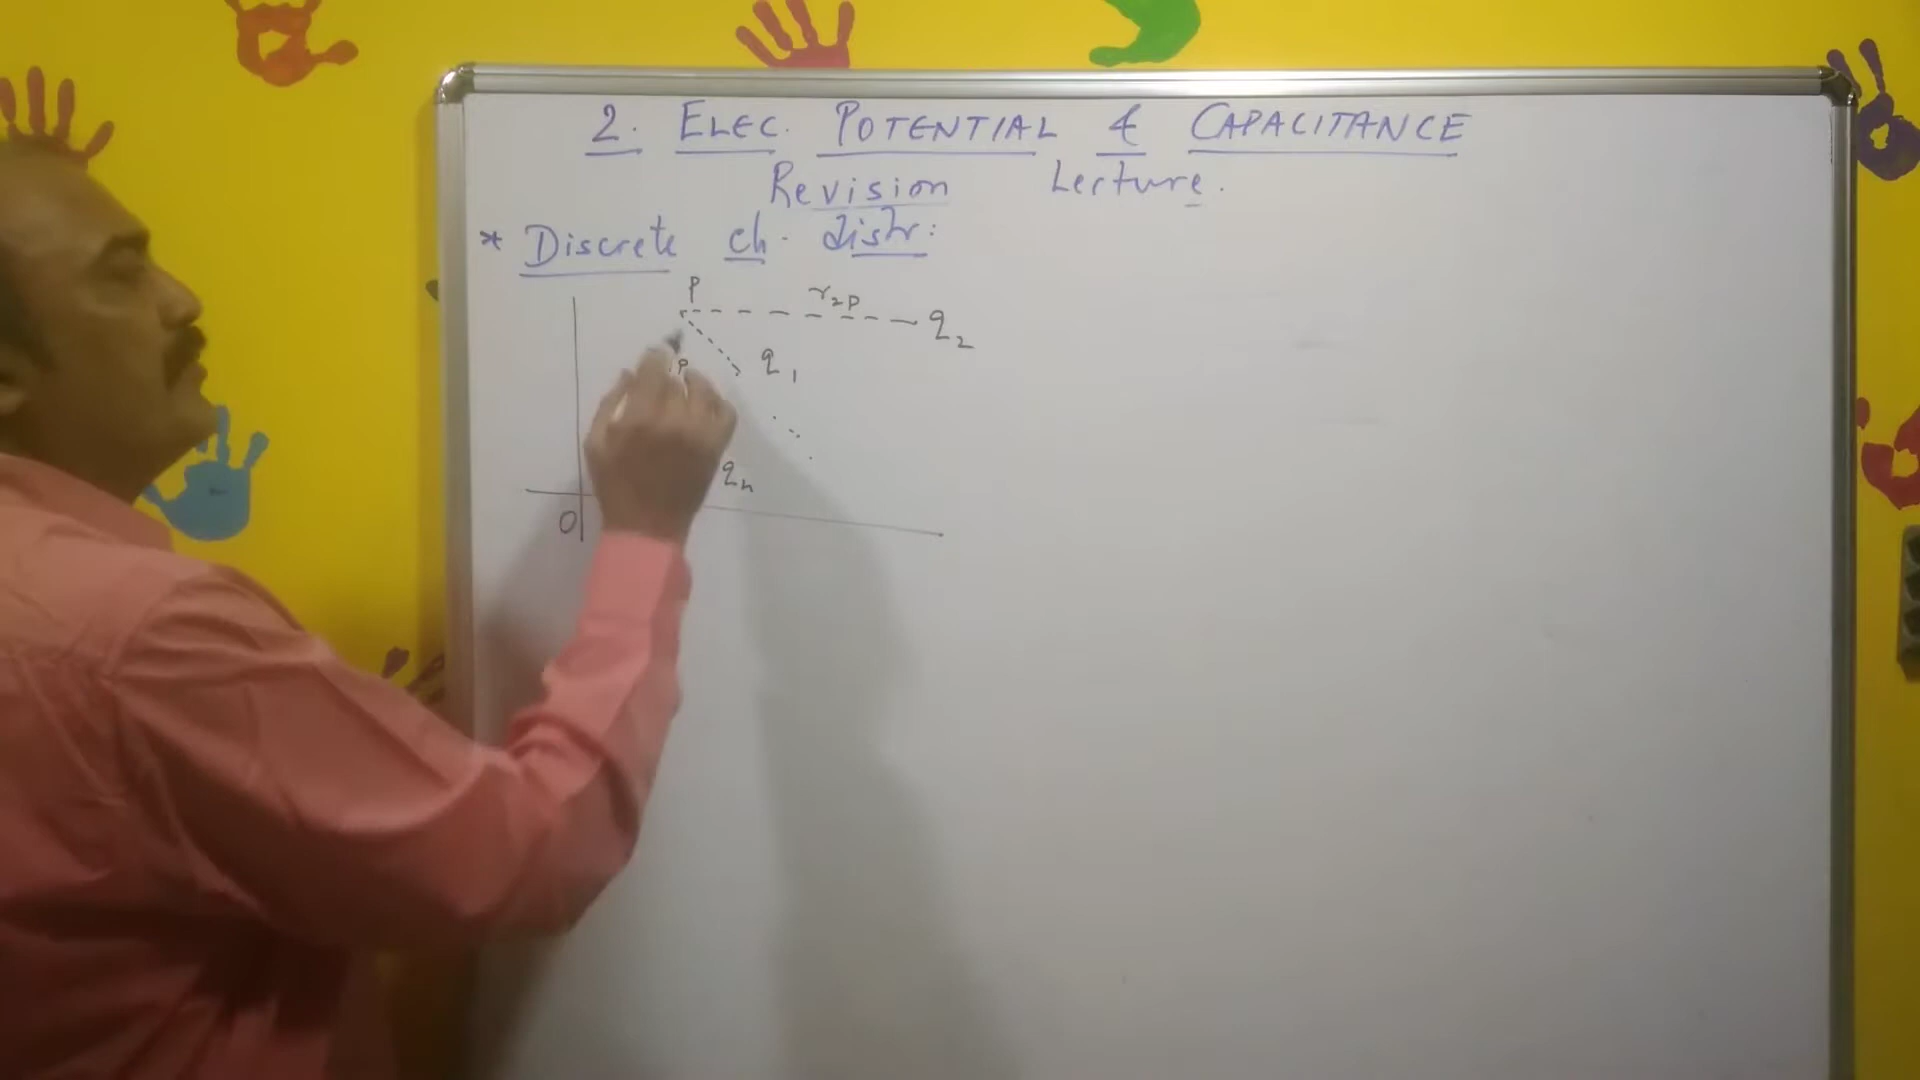 2. ELEC. POTENTIAL & CAPACITANCE
Revision Lecture.
* Discrete ch. distr:
P
r2P
q2
q1
P
qn
O